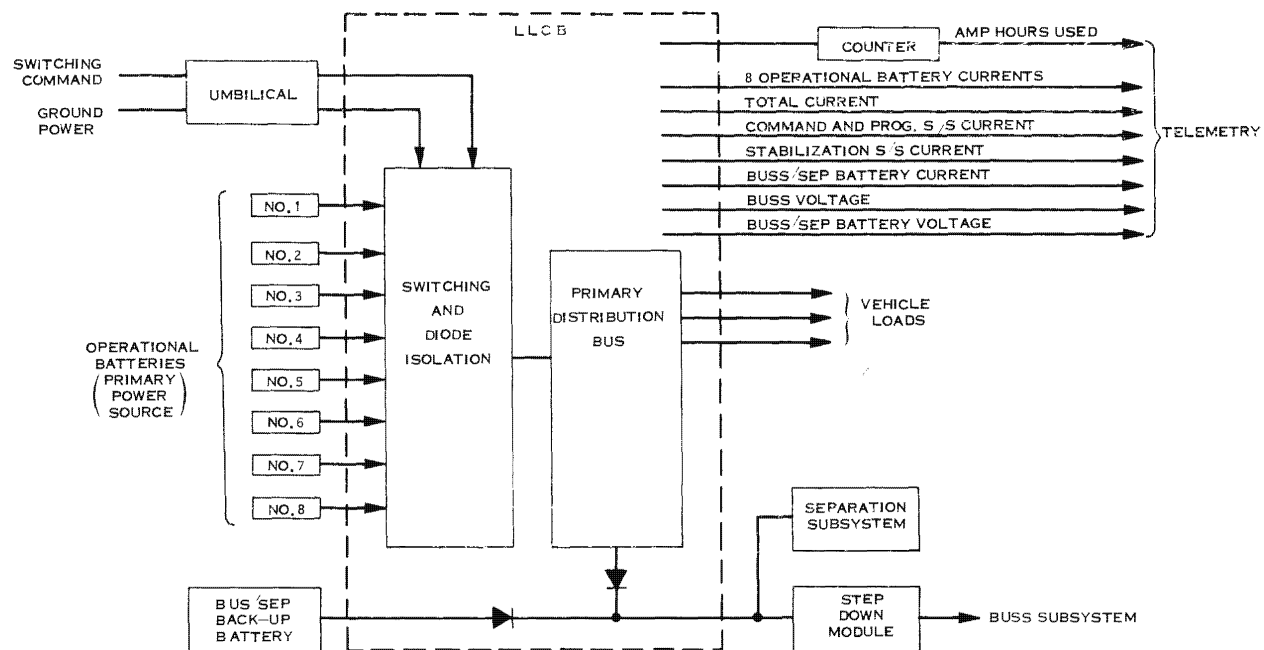 LLCB
SWITCHING
COMMAND
GROUND
POWER
UMBILICAL
COUNTER
AMP HOURS USED
8 OPERATIONAL BATTERY CURRENTS
TOTAL CURRENT
COMMAND AND PROG. S/S CURRENT
STABILIZATION S/S CURRENT
BUSS/SEP BATTERY CURRENT
BUSS VOLTAGE
BUSS/SEP BATTERY VOLTAGE
TELEMETRY
OPERATIONAL
BATTERIES
(PRIMARY
POWER
SOURCE)
NO.1
NO.2
NO.3
NO.4
NO.5
NO.6
NO.7
NO.8
SWITCHING
AND
DIODE
ISOLATION
PRIMARY
DISTRIBUTION
BUS
VEHICLE
LOADS
SEPARATION
SUBSYSTEM
BUS/SEP
BACK-UP
BATTERY
STEP
DOWN
MODULE
BUSS SUBSYSTEM